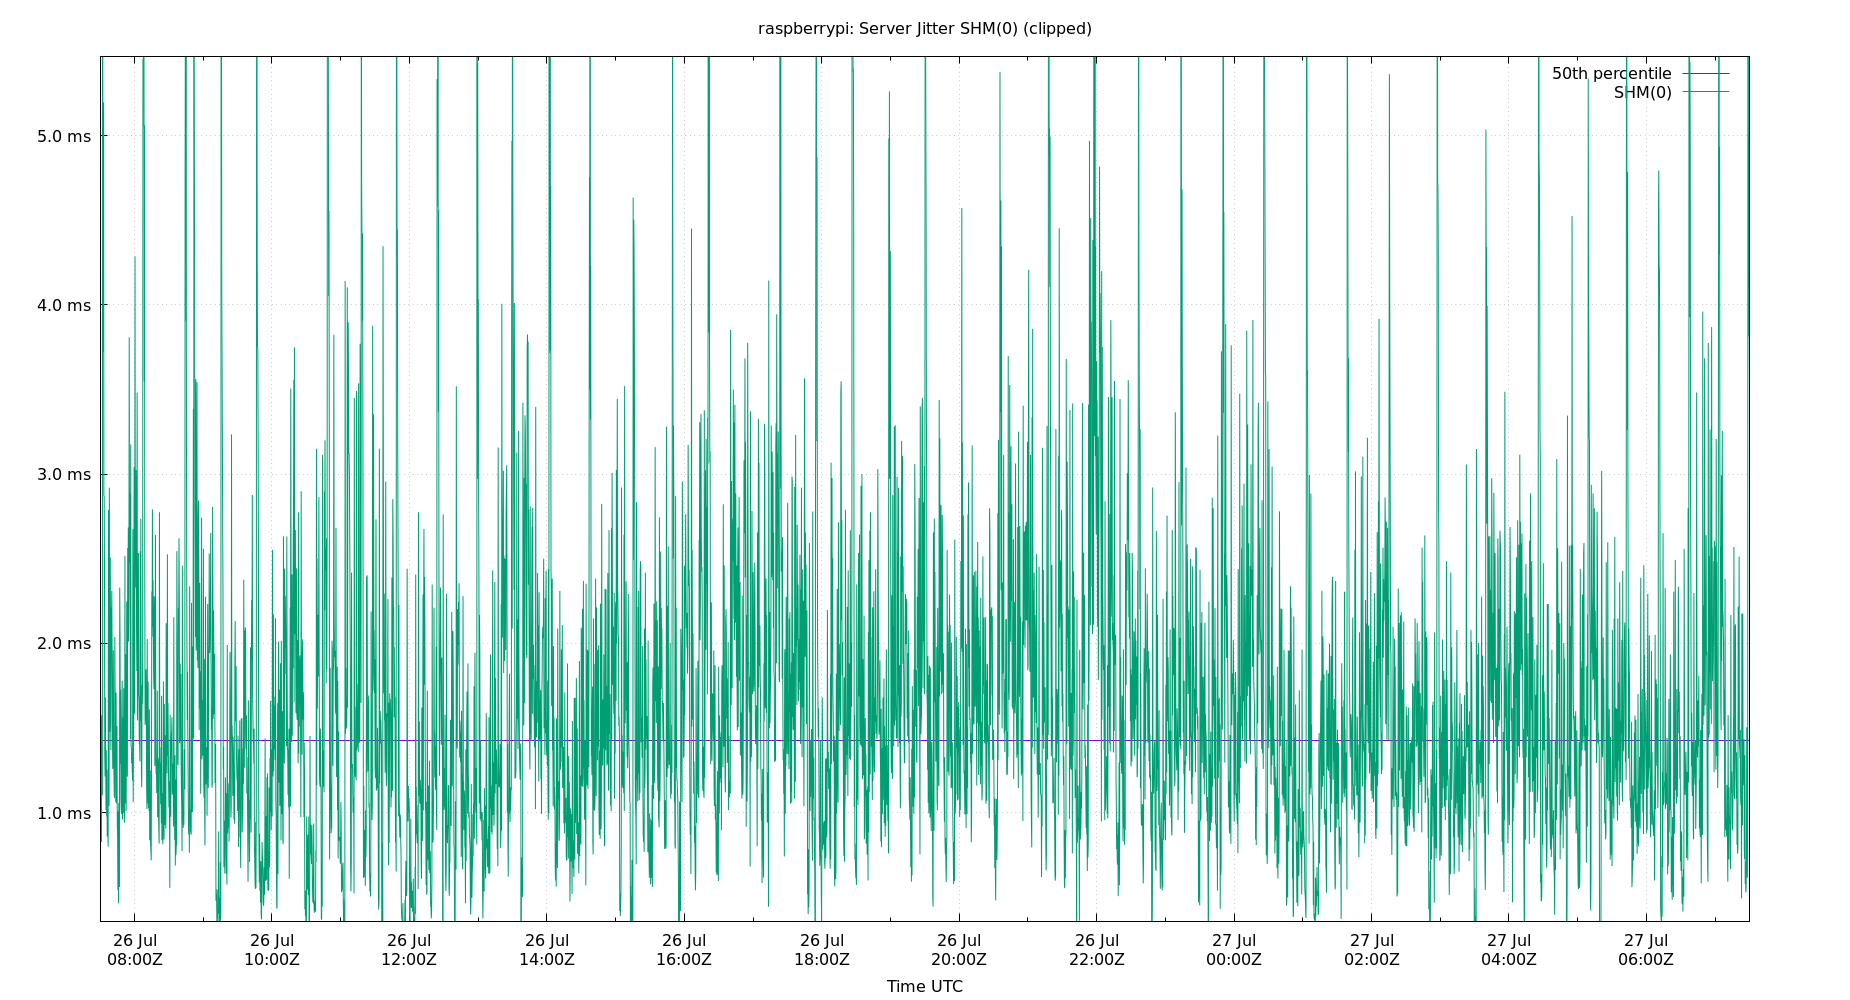 raspberrypi: Server Jitter SHM(0) (clipped)
50th percentile
SHM(0)
5.0 ms
4.0 ms
3.0 ms
2.0 ms
1.0 ms
26 Jul 26 Jul 26 Jul 26 Jul 26 Jul 26 Jul 26 Jul 26 Jul 27 Jul 27 Jul 27 Jul 27 Jul
08:00Z 10:00Z 12:00Z 14:00Z 16:00Z 18:00Z 20:00Z 22:00Z 00:00Z 02:00Z 04:00Z 06:00Z
Time UTC